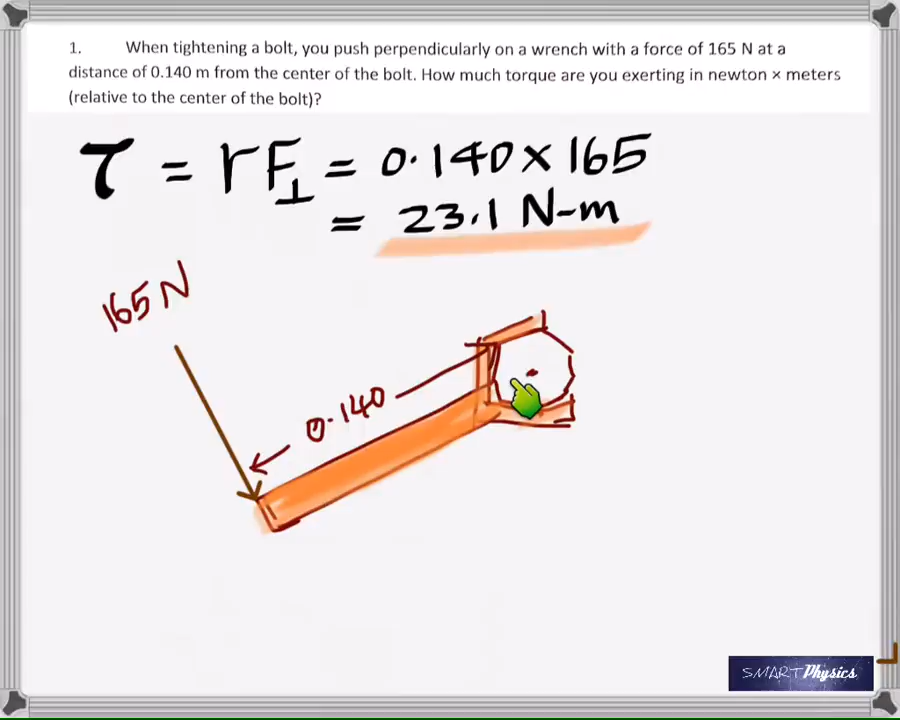 1. When tightening a bolt, you push perpendicularly on a wrench with a force of 165 N at a
distance of 0.140 m from the center of the bolt. How much torque are you exerting in newton × meters
(relative to the center of the bolt)?
τ = rF⊥ = 0.140 × 165
= 23.1 N-m
165 N
0.140
SMART Physics